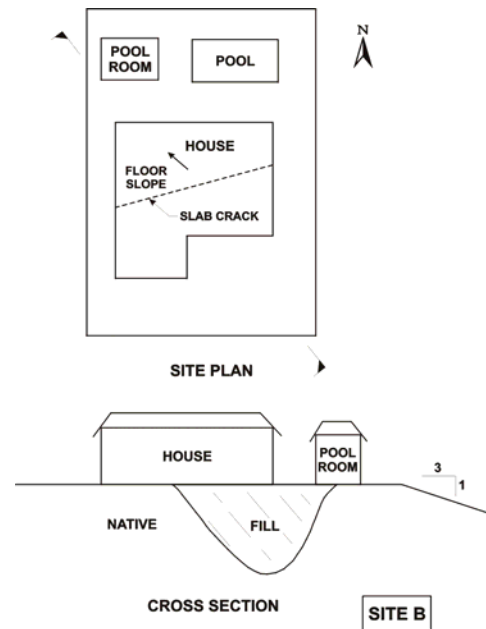 N
POOL
ROOM
POOL
HOUSE
FLOOR
SLOPE
SLAB CRACK
SITE PLAN
HOUSE
POOL
ROOM
3
1
NATIVE
FILL
CROSS SECTION
SITE B